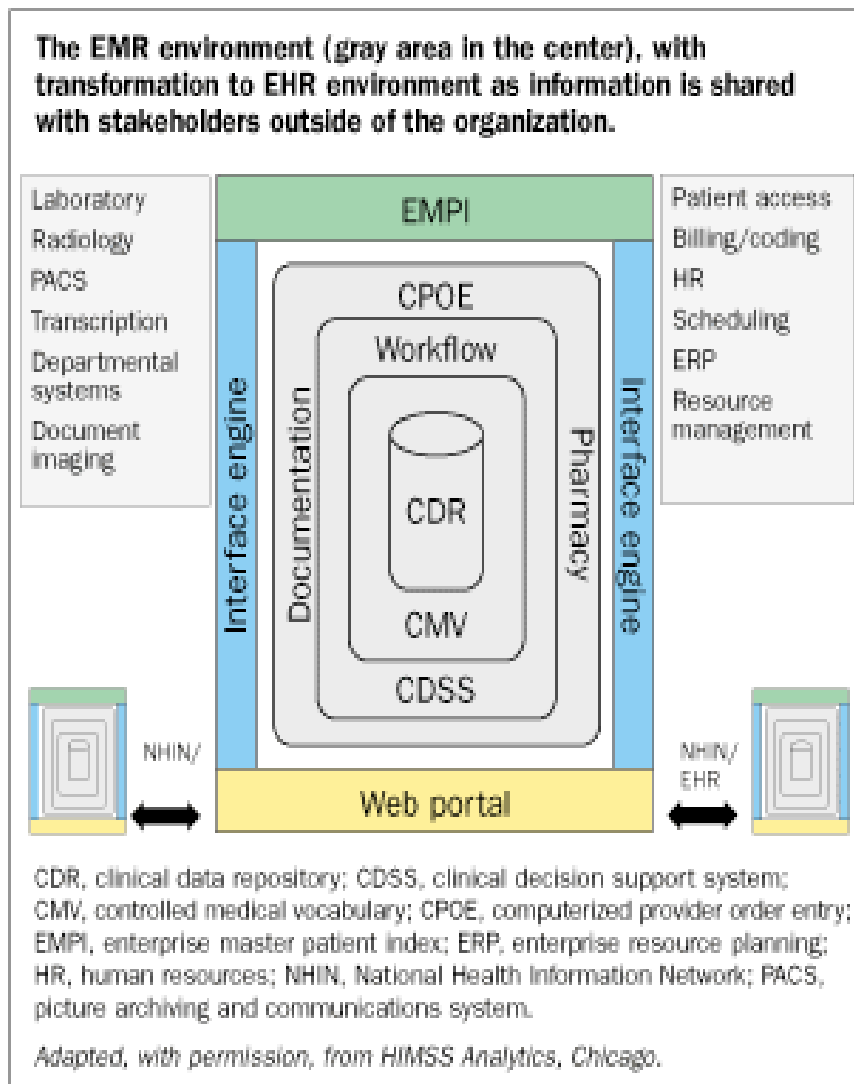 The EMR environment (gray area in the center), with
transformation to EHR environment as information is shared
with stakeholders outside of the organization.
Laboratory
Radiology
PACS
Transcription
Departmental
systems
Document
imaging
EMPI
Interface engine
CPOE
Workflow
Documentation
CDR
Pharmacy
CMV
CDSS
Interface engine
Web portal
Patient access
Billing/coding
HR
Scheduling
ERP
Resource
management
NHIN/
NHIN/
EHR
CDR, clinical data repository; CDSS, clinical decision support system;
CMV, controlled medical vocabulary; CPOE, computerized provider order entry;
EMPI, enterprise master patient index; ERP, enterprise resource planning;
HR, human resources; NHIN, National Health Information Network; PACS,
picture archiving and communications system.
Adapted, with permission, from HIMSS Analytics, Chicago.